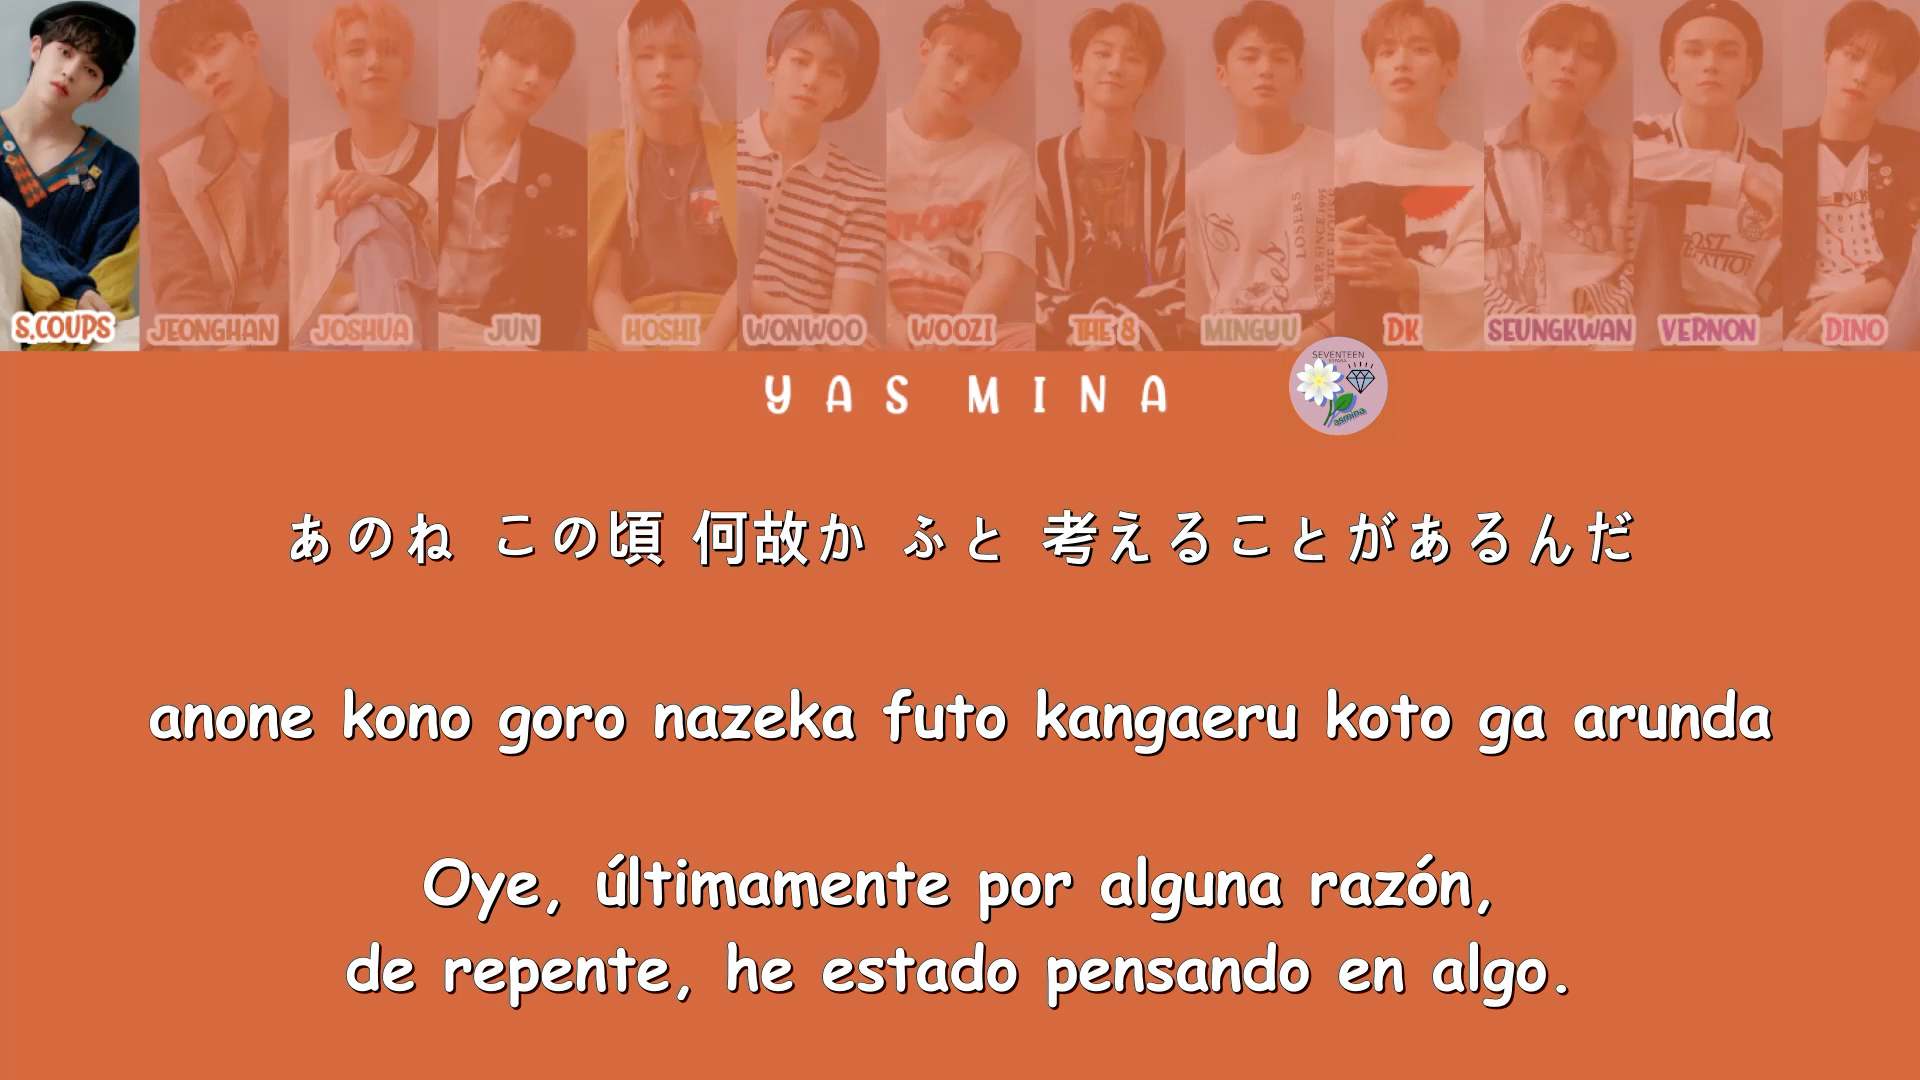 S.COUPS
JEONGHAN
JOSHUA
JUN
HOSHI
WONWOO
WOOZI
THE 8
MINGYU
DK
SEUNGKWAN
VERNON
DINO
YAS MINA
SEVENTEEN
ESPAÑA
asmina
あのね この頃 何故か ふと 考えることがあるんだ
anone kono goro nazeka futo kangaeru koto ga arunda
Oye, últimamente por alguna razón,
de repente, he estado pensando en algo.